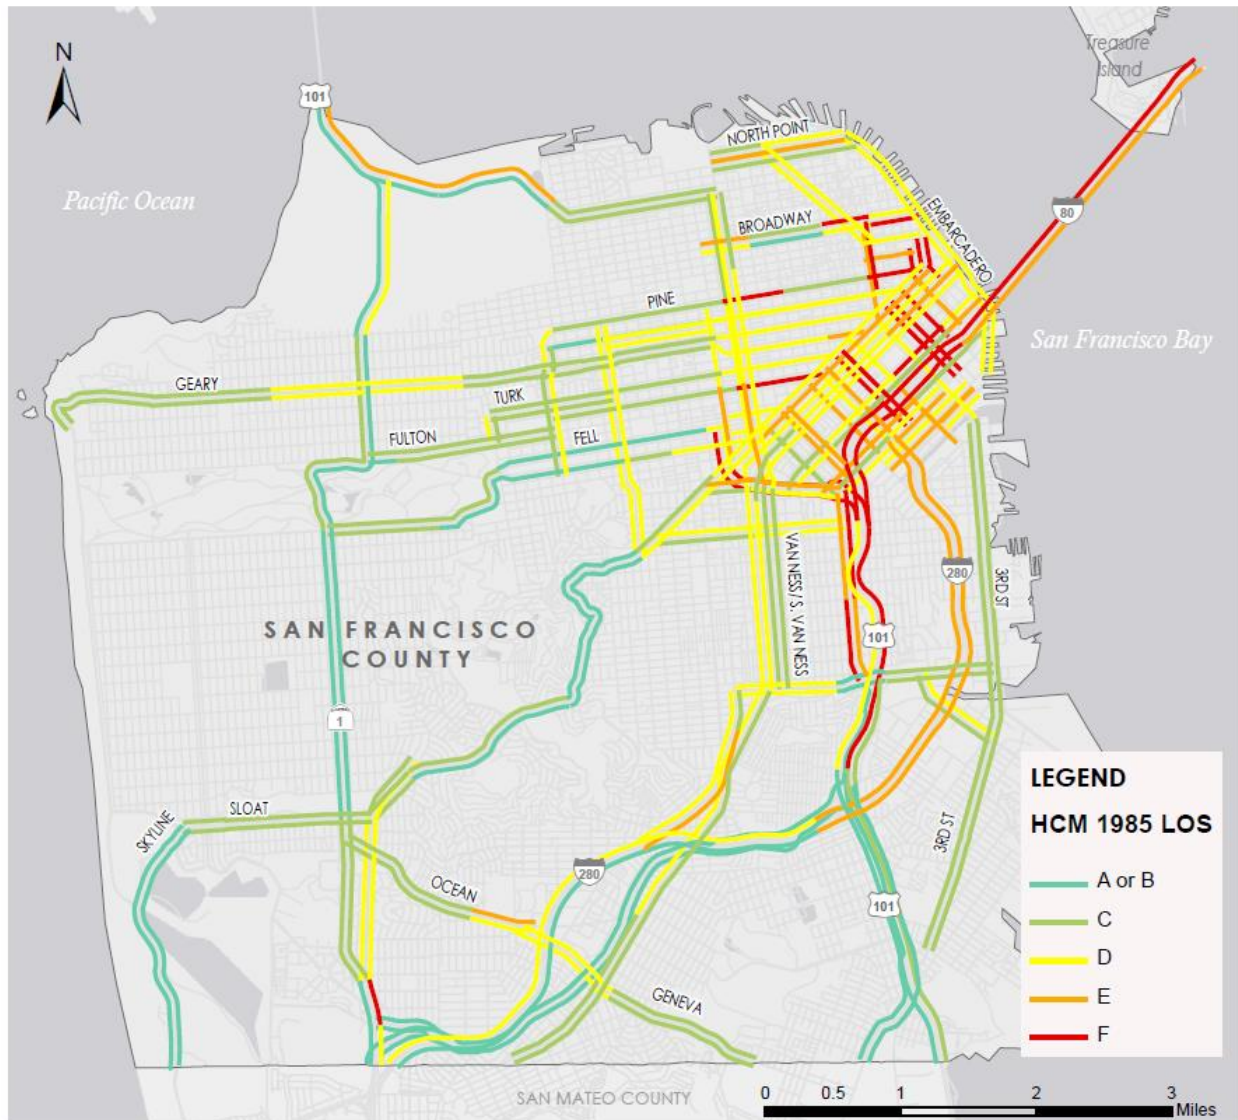 N
Treasure
Island
101
NORTH POINT
Pacific Ocean
EMBARCADERO
80
BROADWAY
PINE
San Francisco Bay
GEARY
TURK
FULTON
FELL
VAN NESS/ S. VAN NESS
280
3RD ST
SAN FRANCISCO
COUNTY
101
1
SLOAT
SKYLINE
OCEAN
280
3RD ST
101
GENEVA
LEGEND
HCM 1985 LOS
A or B
C
D
E
F
SAN MATEO COUNTY
0 0.5 1 2 3
Miles